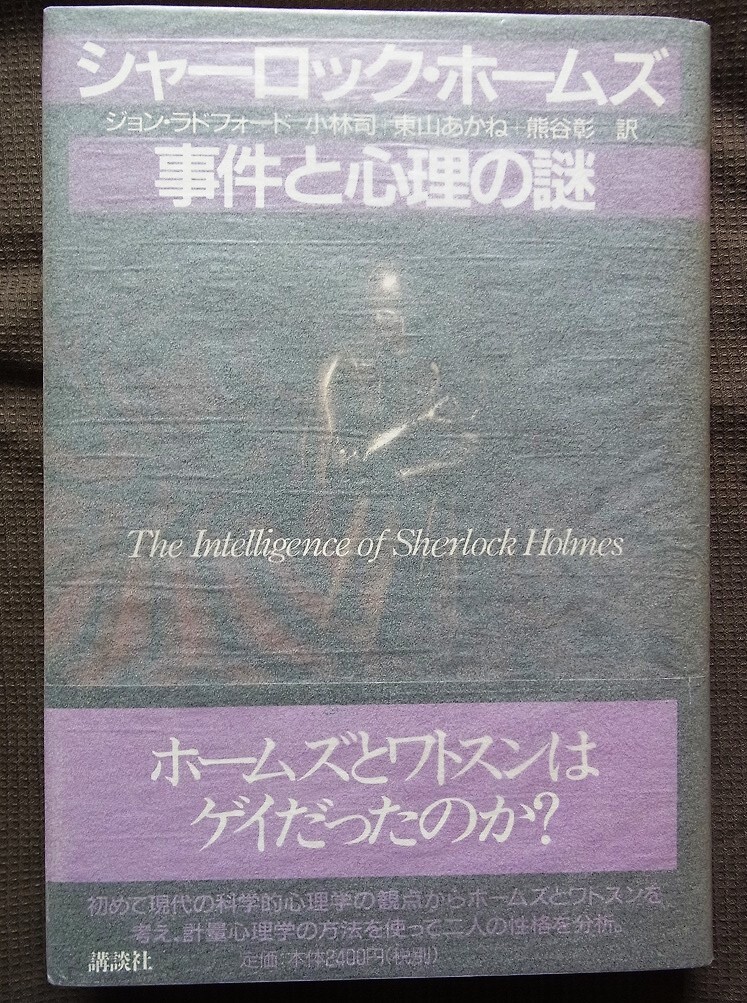 シャーロック・ホームズ
ジョン・ラドフォード 小林司+東山あかね+熊谷彰 訳
事件と心理の謎
The Intelligence of Sherlock Holmes
ホームズとワトスンは
ゲイだったのか?
初めて現代の科学的心理学の観点からホームズとワトスンを
考え、計量心理学の方法を使って二人の性格を分析。
講談社 定価:本体2400円(税別)